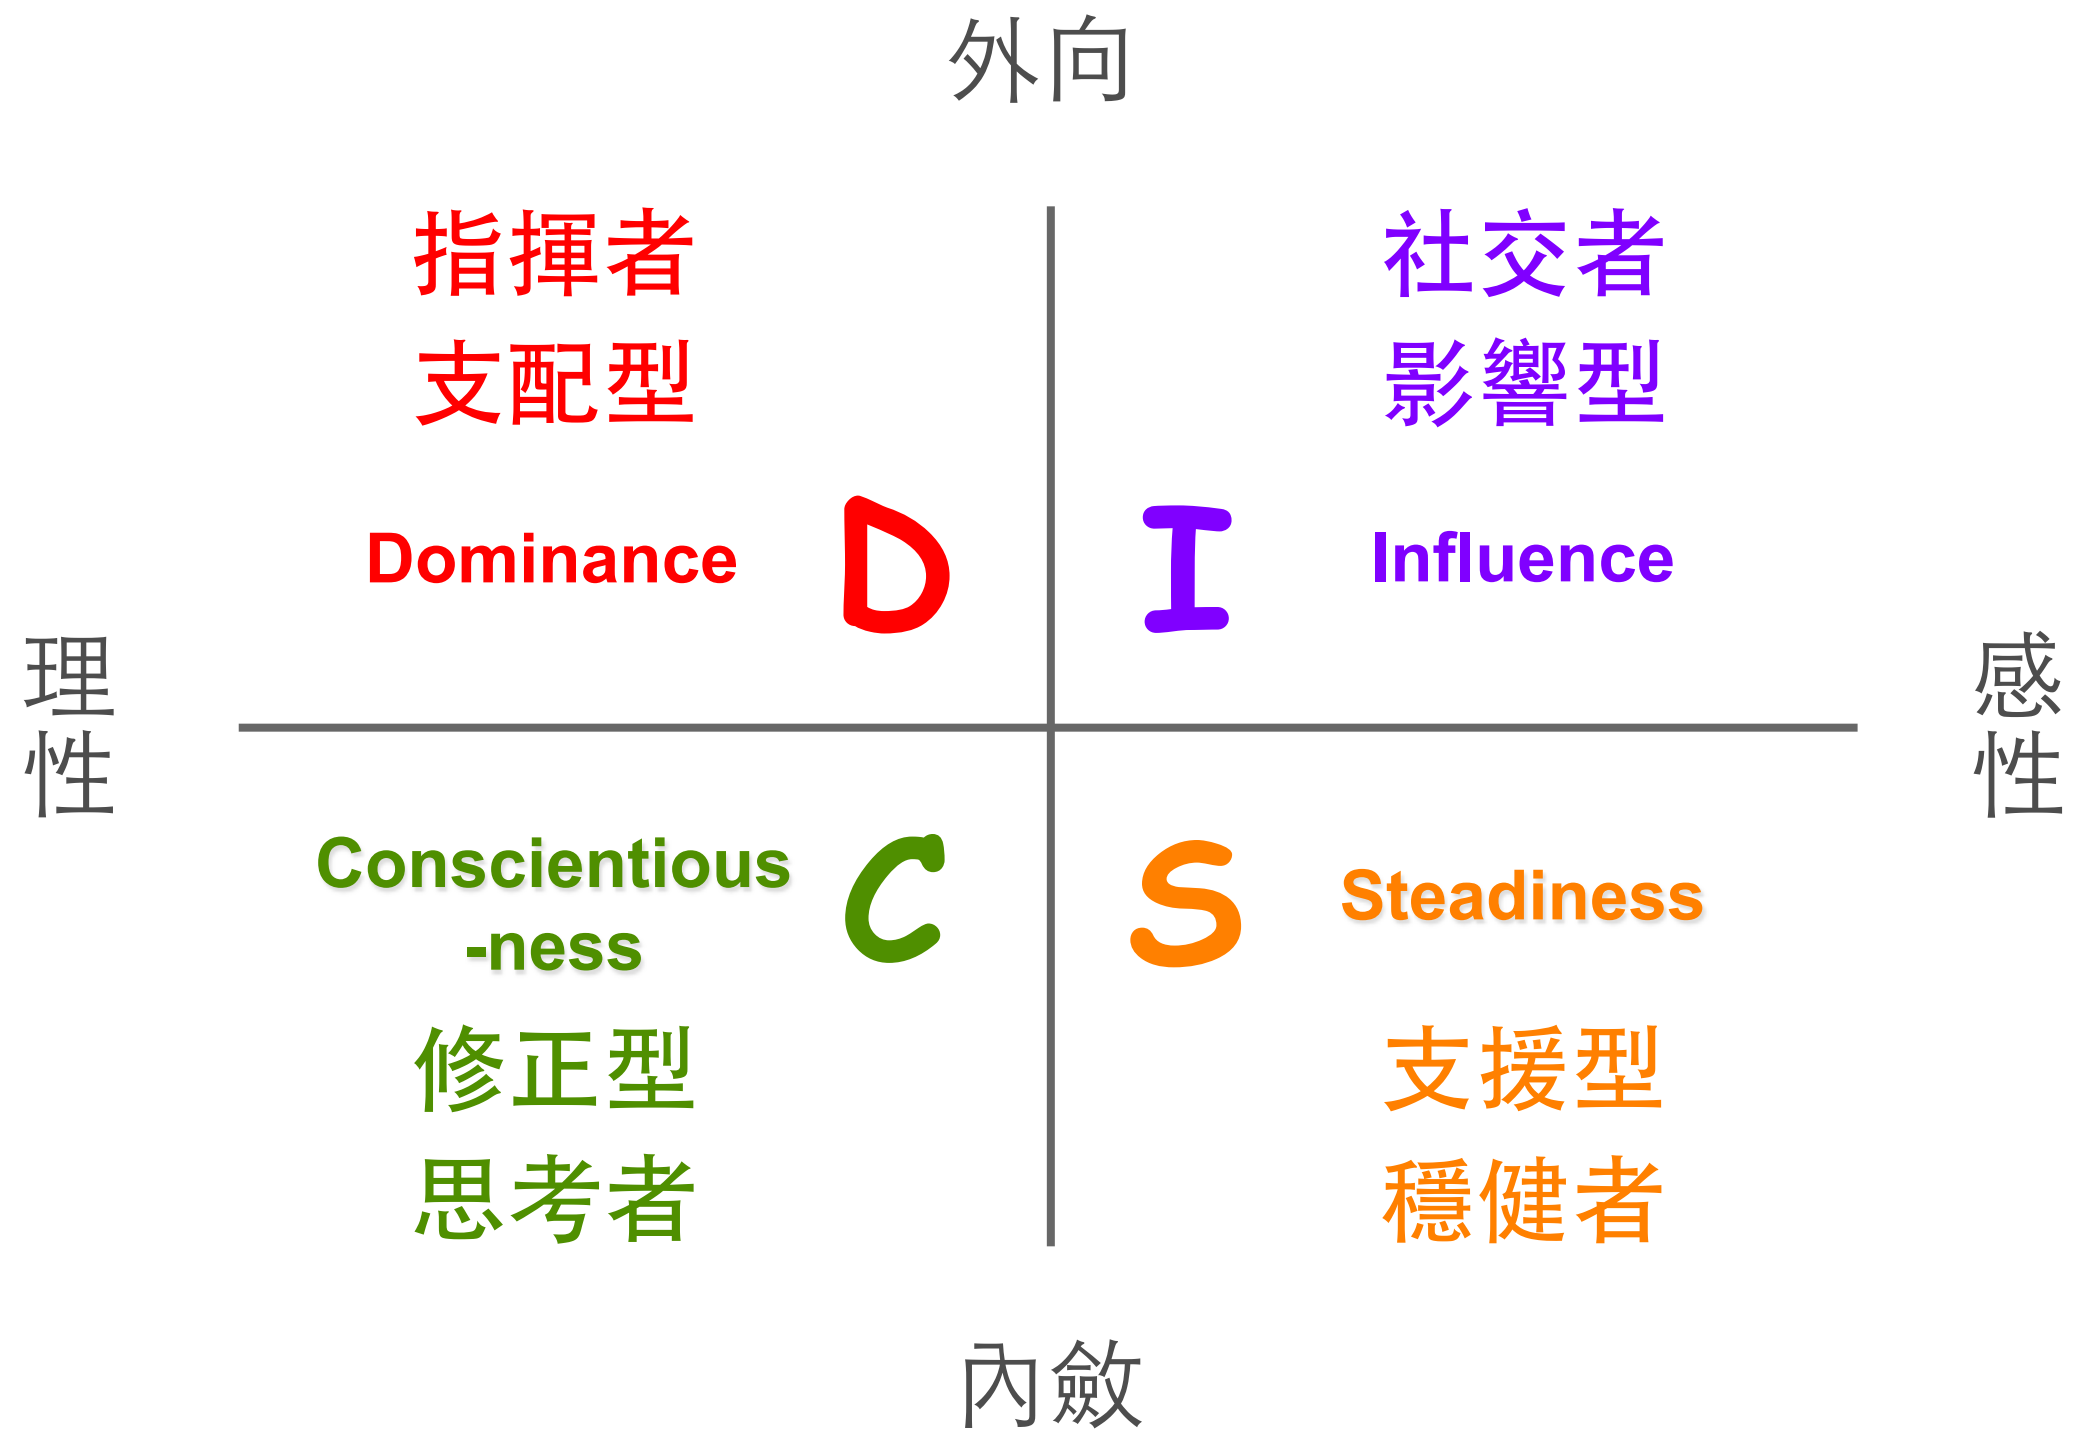 外向
指揮者
支配型
Dominance
D
社交者
影響型
I
Influence
理性
感性
Conscientious
-ness
C
修正型
思考者
S
Steadiness
支援型
穩健者
內斂